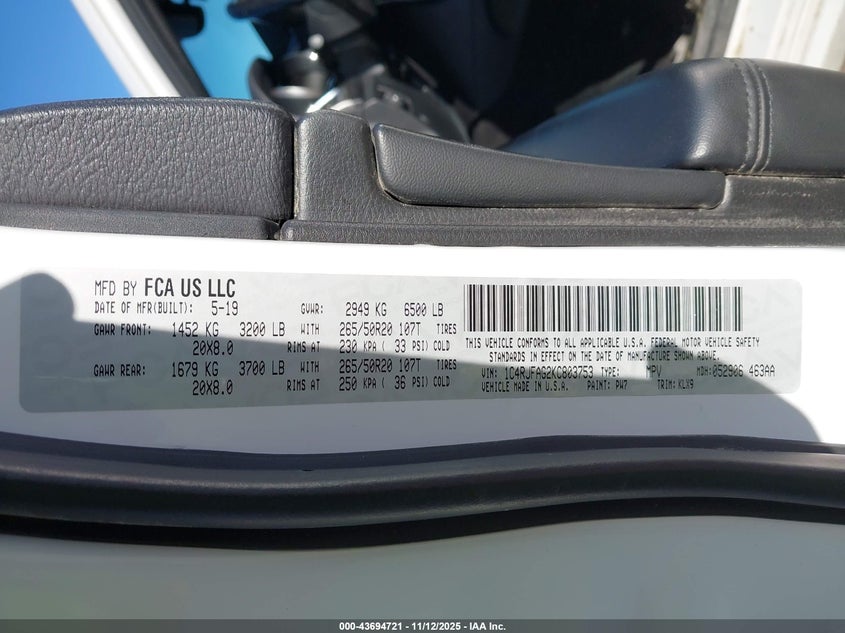 MFD BY FCA US LLC
DATE OF MFR(BUILT): 5-19 GVWR: 2949 KG 6500 LB
GAWR FRONT: 1452 KG 3200 LB WITH 265/50R20 107T TIRES
20X8.0 RIMS AT 230 KPA ( 33 PSI) COLD
GAWR REAR: 1679 KG 3700 LB WITH 265/50R20 107T TIRES
20X8.0 RIMS AT 250 KPA ( 36 PSI) COLD
THIS VEHICLE CONFORMS TO ALL APPLICABLE U.S.A. FEDERAL MOTOR VEHICLE SAFETY
STANDARDS IN EFFECT ON THE DATE OF MANUFACTURE SHOWN ABOVE.
VIN: 1C4RJFAG2KC803753 TYPE: MPV MDH: 052906 463AA
VEHICLE MADE IN U.S.A. PAINT: PW7 TRIM: KLX9
000-43694721 - 11/12/2025 - IAA Inc.